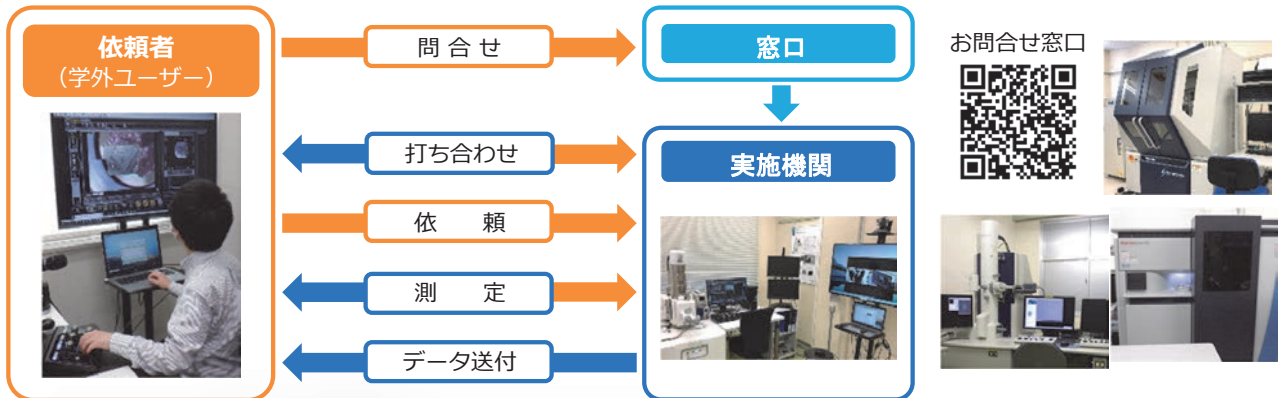 依頼者
（学外ユーザー）
問合せ
窓口
打ち合わせ
実施機関
依頼
測定
データ送付
お問合せ窓口